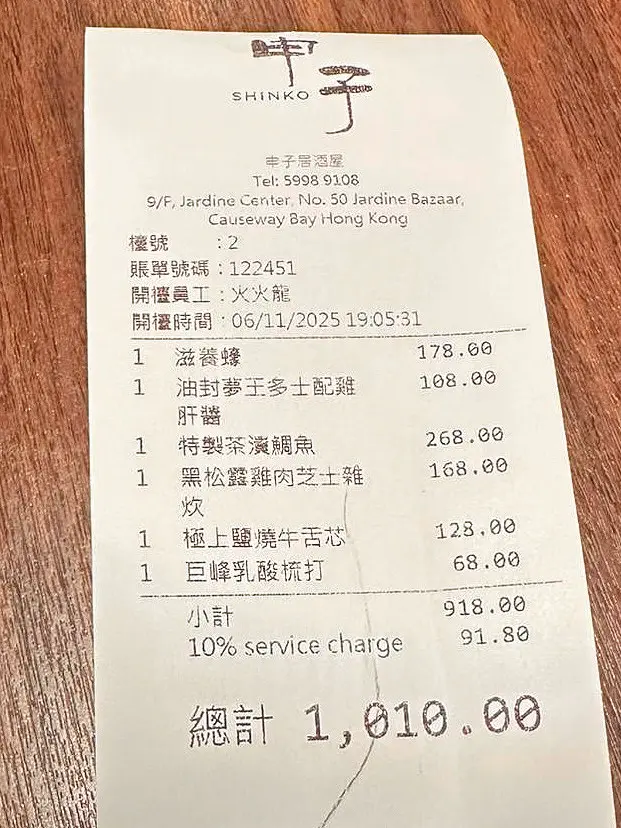 申子
SHINKO
申子居酒屋
Tel: 5998 9108
9/F, Jardine Center, No. 50 Jardine Bazaar,
Causeway Bay Hong Kong
檯號 : 2
賬單號碼 : 122451
開檯員工 : 火火龍
開檯時間 : 06/11/2025 19:05:31
1 滋養蠔 178.00
1 油封夢王多士配雞 108.00
肝醬
1 特製茶漬鯛魚 268.00
1 黑松露雞肉芝士雜 168.00
炊
1 極上鹽燒牛舌芯 128.00
1 巨峰乳酸梳打 68.00
小計 918.00
10% service charge 91.80
總計 1,010.00